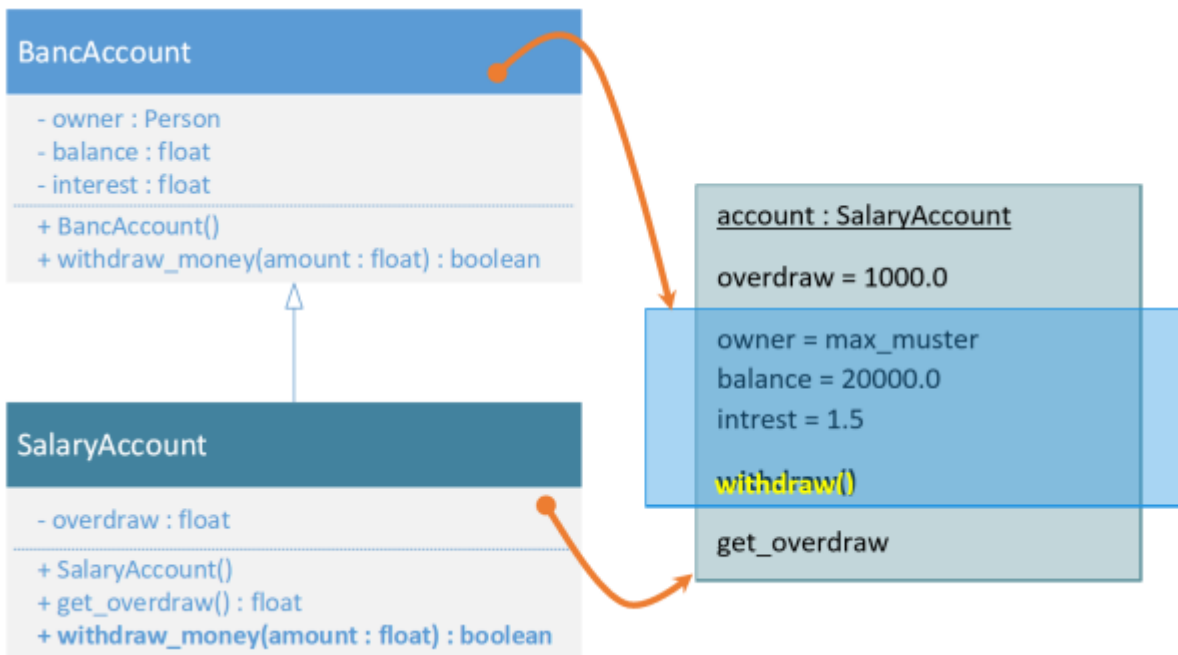 BancAccount
- owner : Person
- balance : float
- interest : float
+ BancAccount()
+ withdraw_money(amount : float) : boolean
SalaryAccount
- overdraw : float
+ SalaryAccount()
+ get_overdraw() : float
+ withdraw_money(amount : float) : boolean
account : SalaryAccount
overdraw = 1000.0
owner = max_muster
balance = 20000.0
intrest = 1.5
withdraw()
get_overdraw